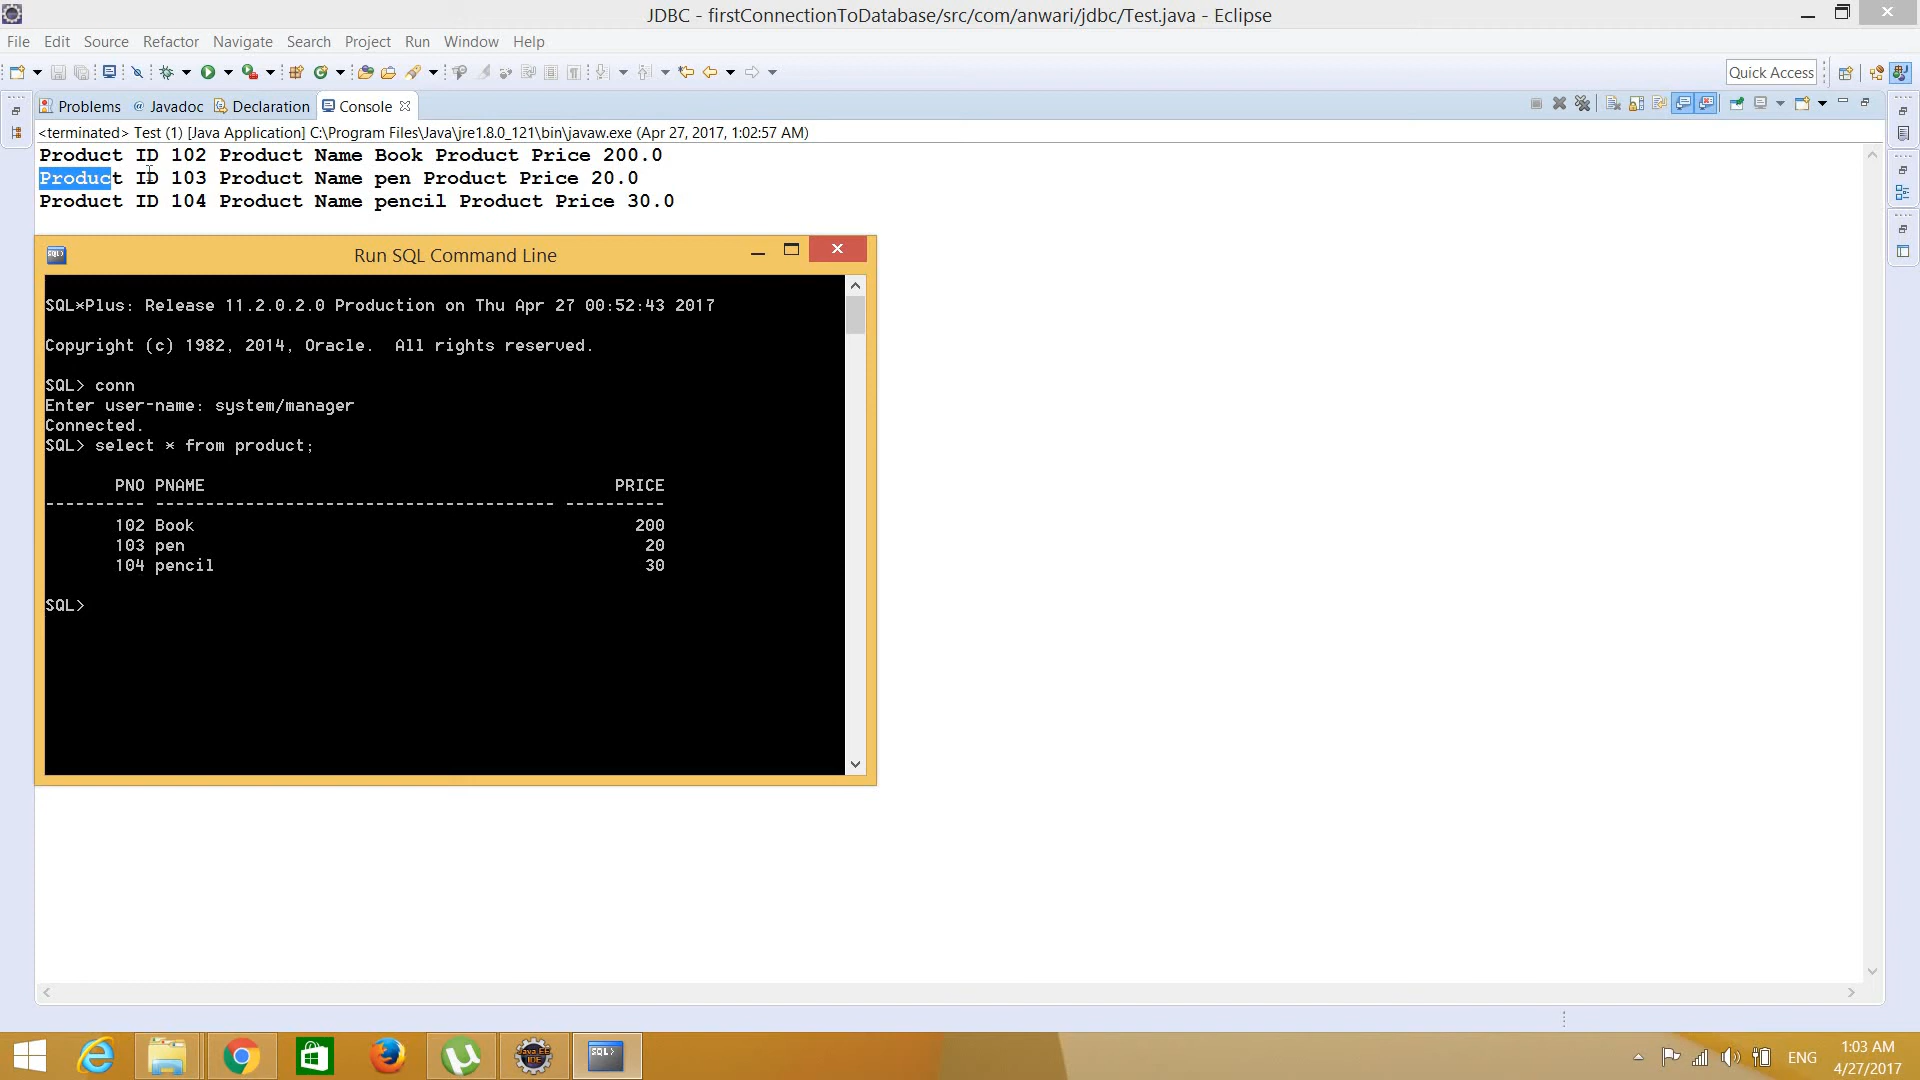 JDBC - firstConnectionToDatabase/src/com/anwari/jdbc/Test.java - Eclipse
File Edit Source Refactor Navigate Search Project Run Window Help
Quick Access
Problems @ Javadoc Declaration Console
<terminated> Test (1) [Java Application] C:\Program Files\Java\jre1.8.0_121\bin\javaw.exe (Apr 27, 2017, 1:02:57 AM)
Product ID 102 Product Name Book Product Price 200.0
Product ID 103 Product Name pen Product Price 20.0
Product ID 104 Product Name pencil Product Price 30.0
Run SQL Command Line
SQL*Plus: Release 11.2.0.2.0 Production on Thu Apr 27 00:52:43 2017
Copyright (c) 1982, 2014, Oracle.  All rights reserved.
SQL> conn
Enter user-name: system/manager
Connected.
SQL> select * from product;
PNO PNAME PRICE
---------- ---------------------------------------- ----------
102 Book 200
103 pen 20
104 pencil 30
SQL>
Java EE
IDE
SQL>
ENG
1:03 AM
4/27/2017